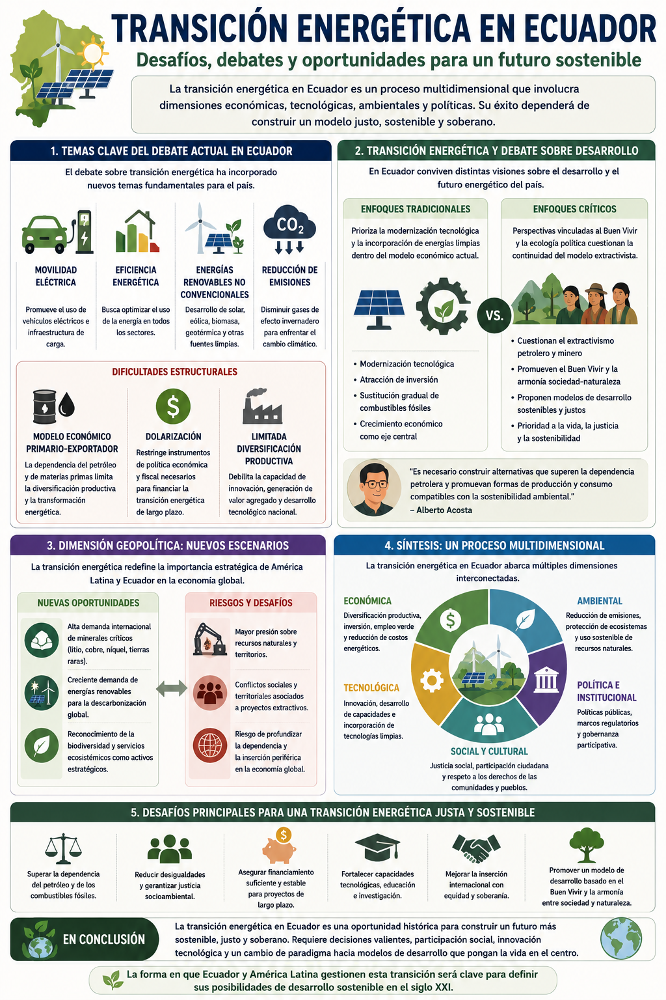 TRANSICIÓN ENERGÉTICA EN ECUADOR
Desafíos, debates y oportunidades para un futuro sostenible
La transición energética en Ecuador es un proceso multidimensional que involucra
dimensiones económicas, tecnológicas, ambientales y políticas. Su éxito dependerá de
construir un modelo justo, sostenible y soberano.
1. TEMAS CLAVE DEL DEBATE ACTUAL EN ECUADOR
El debate sobre transición energética ha incorporado
nuevos temas fundamentales para el país.
MOVILIDAD
ELÉCTRICA
Promueve el uso de
vehículos eléctricos e
infraestructura de
carga.
EFICIENCIA
ENERGÉTICA
Busca optimizar el uso
de la energía en todos
los sectores.
ENERGÍAS
RENOVABLES NO
CONVENCIONALES
Desarrollo de solar,
eólica, biomasa,
geotérmica y otras
fuentes limpias.
CO2
REDUCCIÓN DE
EMISIONES
Disminuir gases de
efecto invernadero
para enfrentar el
cambio climático.
DIFICULTADES ESTRUCTURALES
MODELO ECONÓMICO
PRIMARIO-EXPORTADOR
La dependencia del petróleo
y de materias primas limita
la diversificación productiva
y la transformación
energética.
$
DOLARIZACIÓN
Restringe instrumentos
de política económica
y fiscal necesarios
para financiar la
transición energética
de largo plazo.
LIMITADA
DIVERSIFICACIÓN
PRODUCTIVA
Debilita la capacidad de
innovación, generación de
valor agregado y desarrollo
tecnológico nacional.
2. TRANSICIÓN ENERGÉTICA Y DEBATE SOBRE DESARROLLO
En Ecuador conviven distintas visiones sobre el desarrollo y el
futuro energético del país.
ENFOQUES TRADICIONALES
Prioriza la modernización tecnológica
y la incorporación de energías limpias
dentro del modelo económico actual.
• Modernización tecnológica
• Atracción de inversión
• Sustitución gradual de
combustibles fósiles
• Crecimiento económico
como eje central
VS.
ENFOQUES CRÍTICOS
Perspectivas vinculadas al Buen Vivir
y la ecología política cuestionan la
continuidad del modelo extractivista.
• Cuestionan el extractivismo
petrolero y minero
• Promueven el Buen Vivir y la
armonía sociedad-naturaleza
• Proponen modelos de desarrollo
sostenibles y justos
• Prioridad a la vida, la justicia
y la sostenibilidad
"Es necesario construir alternativas que superen la dependencia
petrolera y promuevan formas de producción y consumo
compatibles con la sostenibilidad ambiental."
– Alberto Acosta
3. DIMENSIÓN GEOPOLÍTICA: NUEVOS ESCENARIOS
La transición energética redefine la importancia estratégica de América
Latina y Ecuador en la economía global.
NUEVAS OPORTUNIDADES
Alta demanda internacional
de minerales críticos
(litio, cobre, níquel, tierras
raras).
Creciente demanda de
energías renovables
para la descarbonización
global.
Reconocimiento de la
biodiversidad y servicios
ecosistémicos como activos
estratégicos.
RIESGOS Y DESAFÍOS
Mayor presión sobre
recursos naturales y
territorios.
Conflictos sociales y
territoriales asociados
a proyectos extractivos.
Riesgo de profundizar
la dependencia y
la inserción periférica
en la economía global.
4. SÍNTESIS: UN PROCESO MULTIDIMENSIONAL
La transición energética en Ecuador abarca múltiples dimensiones
interconectadas.
ECONÓMICA
Diversificación productiva,
inversión, empleo verde
y reducción de costos
energéticos.
$
AMBIENTAL
Reducción de emisiones,
protección de ecosistemas
y uso sostenible de
recursos naturales.
TECNOLÓGICA
Innovación, desarrollo
de capacidades e
incorporación de
tecnologías limpias.
POLÍTICA E
INSTITUCIONAL
Políticas públicas,
marcos regulatorios
y gobernanza
participativa.
SOCIAL Y CULTURAL
Justicia social, participación ciudadana
y respeto a los derechos de las
comunidades y pueblos.
5. DESAFÍOS PRINCIPALES PARA UNA TRANSICIÓN ENERGÉTICA JUSTA Y SOSTENIBLE
Superar la dependencia
del petróleo y de los
combustibles fósiles.
Reducir desigualdades
y gerantizar justicia
socioambiental.
$
Asegurar financiamiento
suficiente y estable
para proyectos de
largo plazo.
Fortalecer capacidades
tecnológicas, educación
e investigación.
Mejorar la inserción
internacional con
equidad y soberanía.
Promover un modelo de
desarrollo basado en el
Buen Vivir y la armonía
entre sociedad y naturaleza.
EN CONCLUSIÓN
La transición energética en Ecuador es una oportunidad histórica para construir un futuro más
sostenible, justo y soberano. Requiere decisiones valientes, participación social, innovación
tecnológica y un cambio de paradigma hacia modelos de desarrollo que pongan la vida en el centro.
La forma en que Ecuador y América Latina gestionen esta transición será clave para definir
sus posibilidades de desarrollo sostenible en el siglo XXI.